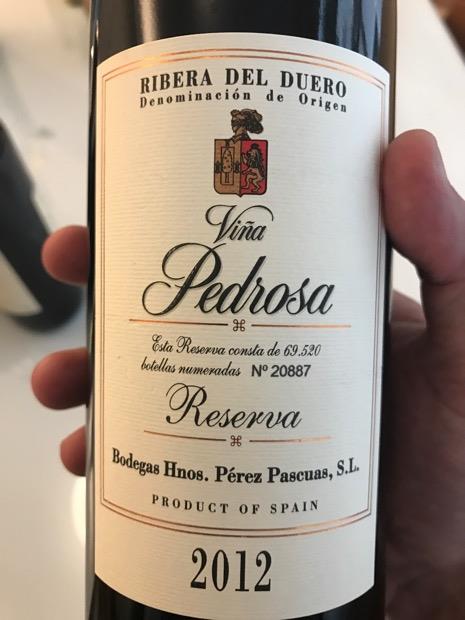 RIBERA DEL DUERO
Denominación de Origen
Viña
Pedrosa
Esta Reserva consta de 69.520
botellas numeradas Nº 20887
Reserva
Bodegas Hnos. Pérez Pascuas, S.L.
PRODUCT OF SPAIN
2012